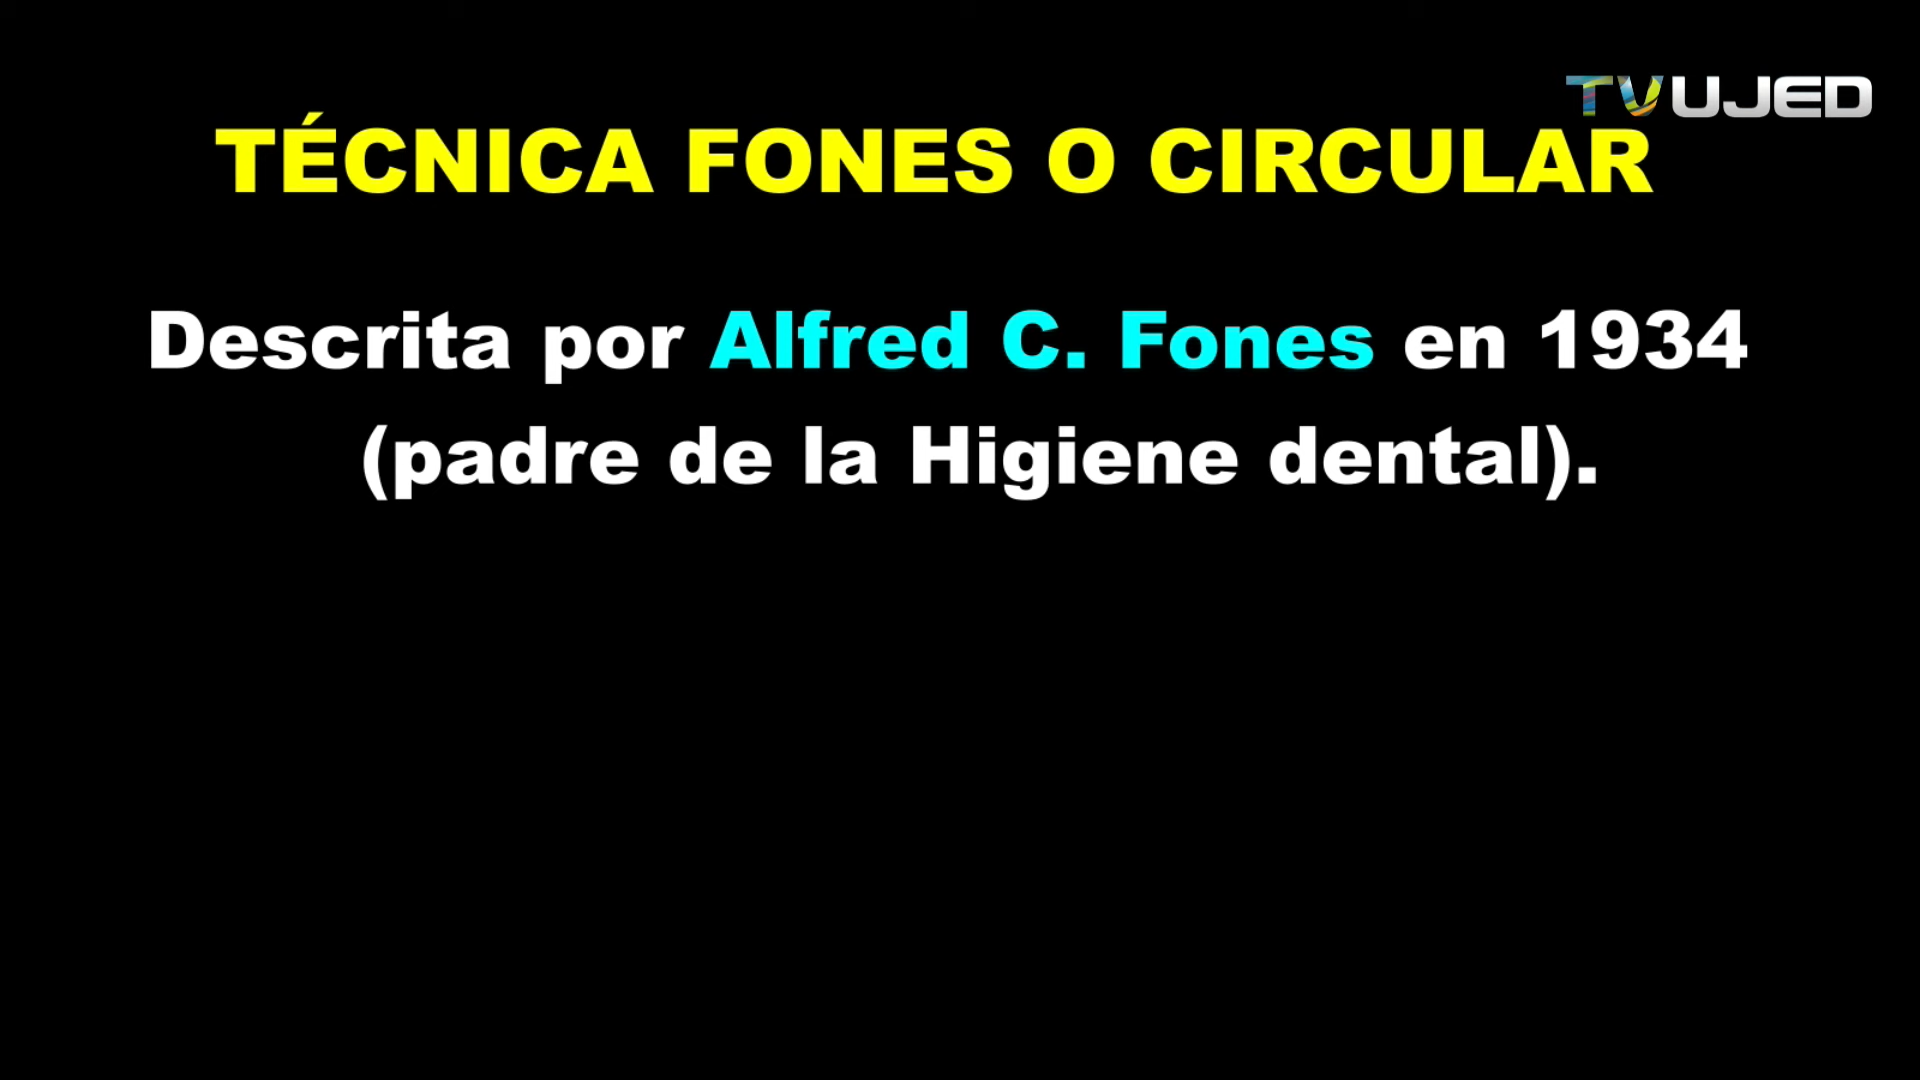 TVUJED
TÉCNICA FONES O CIRCULAR
Descrita por Alfred C. Fones en 1934
(padre de la Higiene dental).